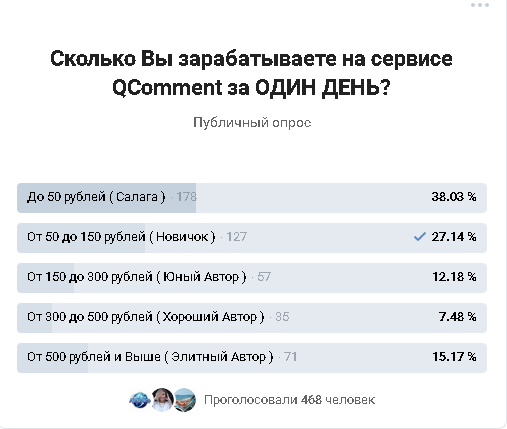 Сколько Вы зарабатываете на сервисе
QComment за ОДИН ДЕНЬ?
Публичный опрос
До 50 рублей ( Салага ) · 178 38.03 %
От 50 до 150 рублей ( Новичок ) · 127 27.14 %
От 150 до 300 рублей ( Юный Автор ) · 57 12.18 %
От 300 до 500 рублей ( Хороший Автор ) · 35 7.48 %
От 500 рублей и Выше ( Элитный Автор ) · 71 15.17 %
Проголосовали 468 человек